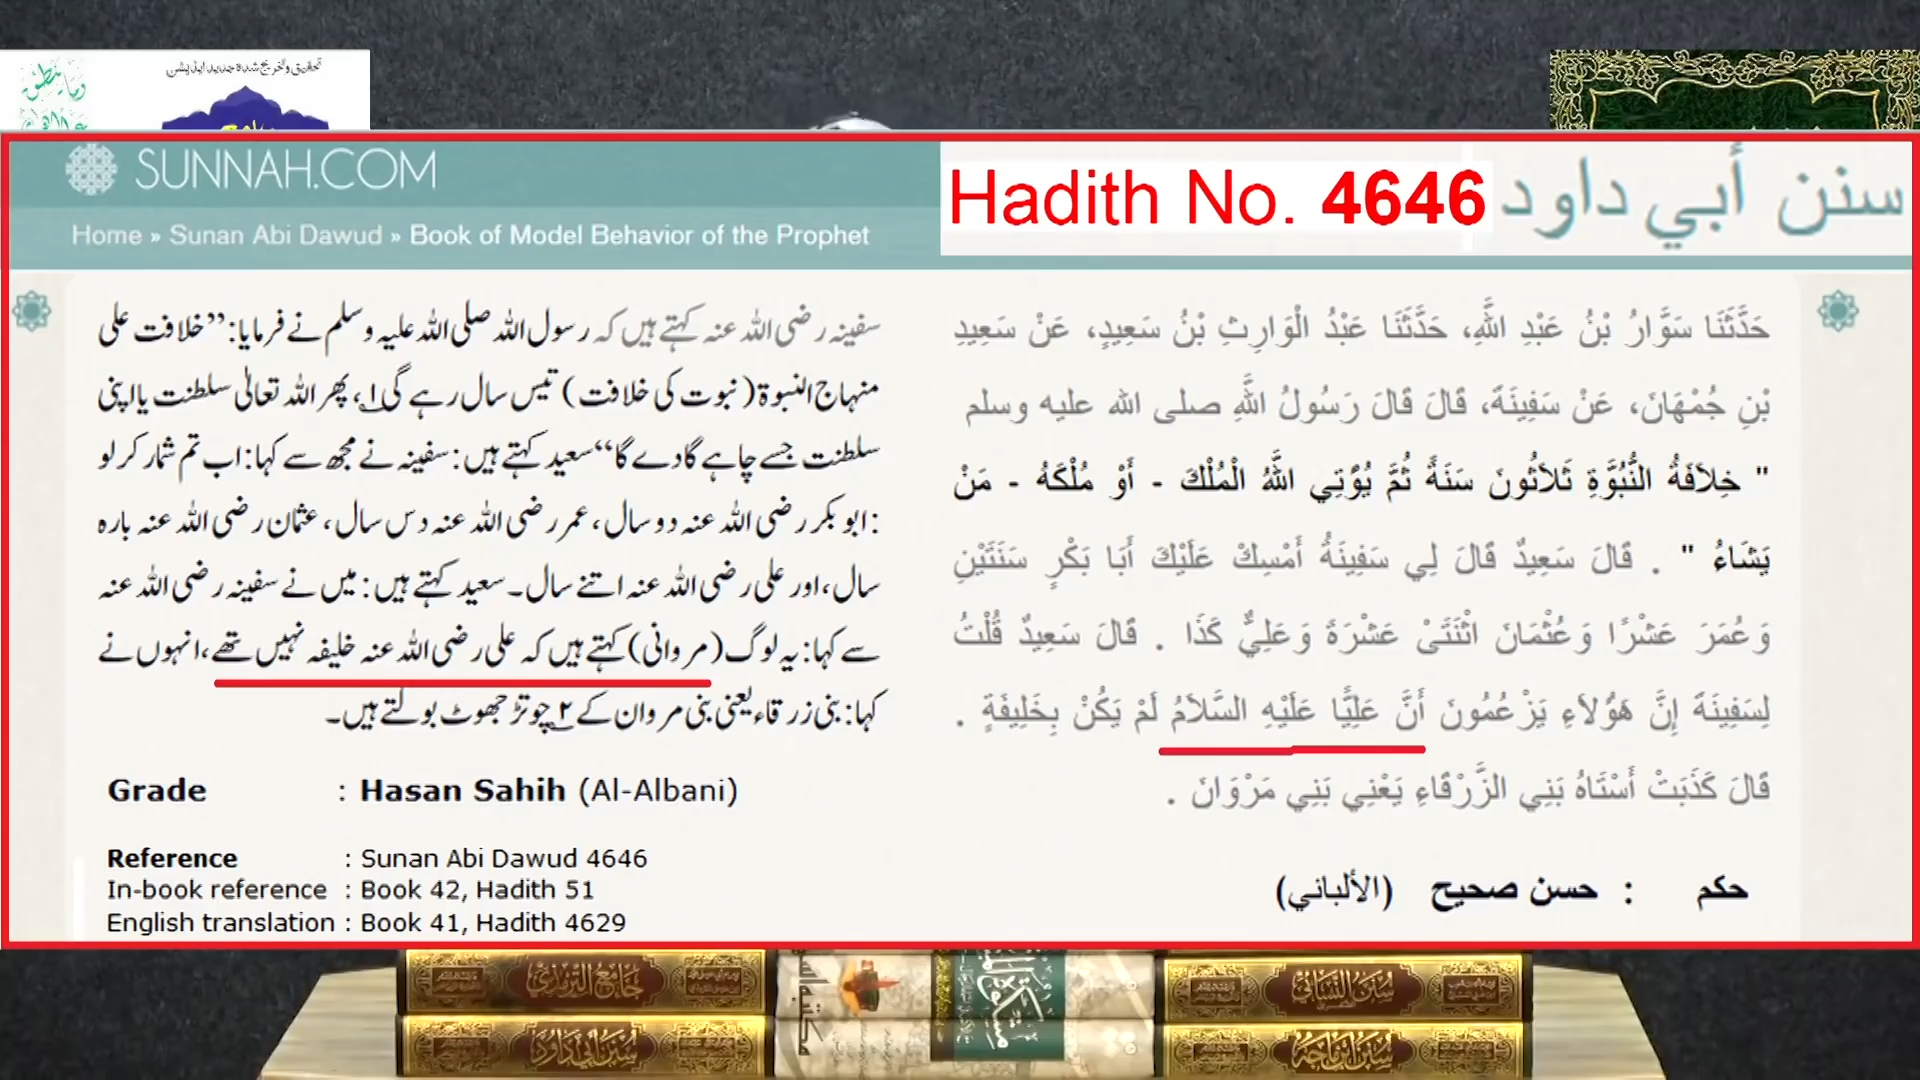 تحقیق و تخریج شدہ جدید ایڈیشن
وما ينطق
SUNNAH.COM
Home » Sunan Abi Dawud » Book of Model Behavior of the Prophet
Hadith No. 4646
سنن أبي داود
سفینہ رضی اللہ عنہ کہتے ہیں کہ رسول اللہ صلی اللہ علیہ وسلم نے فرمایا: ”خلافت علی
منہاج النبوۃ (نبوت کی خلافت) تیس سال رہے گی ۱؎، پھر اللہ تعالیٰ سلطنت یا اپنی
سلطنت جسے چاہے گا دے گا“ سعید کہتے ہیں: سفینہ نے مجھ سے کہا: اب تم شمار کر لو
: ابوبکر رضی اللہ عنہ دو سال، عمر رضی اللہ عنہ دس سال، عثمان رضی اللہ عنہ بارہ
سال، اور علی رضی اللہ عنہ اتنے سال۔ سعید کہتے ہیں: میں نے سفینہ رضی اللہ عنہ
سے کہا: یہ لوگ (مروانی) کہتے ہیں کہ علی رضی اللہ عنہ خلیفہ نہیں تھے، انہوں نے
کہا: بنی زرقاء یعنی بنی مروان کے ۲؎ چوتڑ جھوٹ بولتے ہیں۔
Grade : Hasan Sahih (Al-Albani)
Reference : Sunan Abi Dawud 4646
In-book reference : Book 42, Hadith 51
English translation : Book 41, Hadith 4629
حَدَّثَنَا سَوَّارُ بْنُ عَبْدِ اللَّهِ، حَدَّثَنَا عَبْدُ الْوَارِثِ بْنُ سَعِيدٍ، عَنْ سَعِيدِ
بْنِ جُمْهَانَ، عَنْ سَفِينَةَ، قَالَ قَالَ رَسُولُ اللَّهِ صلى الله عليه وسلم
" خِلاَفَةُ النُّبُوَّةِ ثَلاَثُونَ سَنَةً ثُمَّ يُؤْتِي اللَّهُ الْمُلْكَ - أَوْ مُلْكَهُ - مَنْ
يَشَاءُ " . قَالَ سَعِيدٌ قَالَ لِي سَفِينَةُ أَمْسِكْ عَلَيْكَ أَبَا بَكْرٍ سَنَتَيْنِ
وَعُمَرَ عَشْرًا وَعُثْمَانَ اثْنَتَىْ عَشْرَةَ وَعَلِيٌّ كَذَا . قَالَ سَعِيدٌ قُلْتُ
لِسَفِينَةَ إِنَّ هَؤُلاَءِ يَزْعُمُونَ أَنَّ عَلِيًّا عَلَيْهِ السَّلاَمُ لَمْ يَكُنْ بِخَلِيفَةٍ .
قَالَ كَذَبَتْ أَسْتَاهُ بَنِي الزَّرْقَاءِ يَعْنِي بَنِي مَرْوَانَ .
حكم : حسن صحيح (الألباني)
جامع الترمذي
سنن النسائي
سنن ابی داود
سنن ابن ماجه